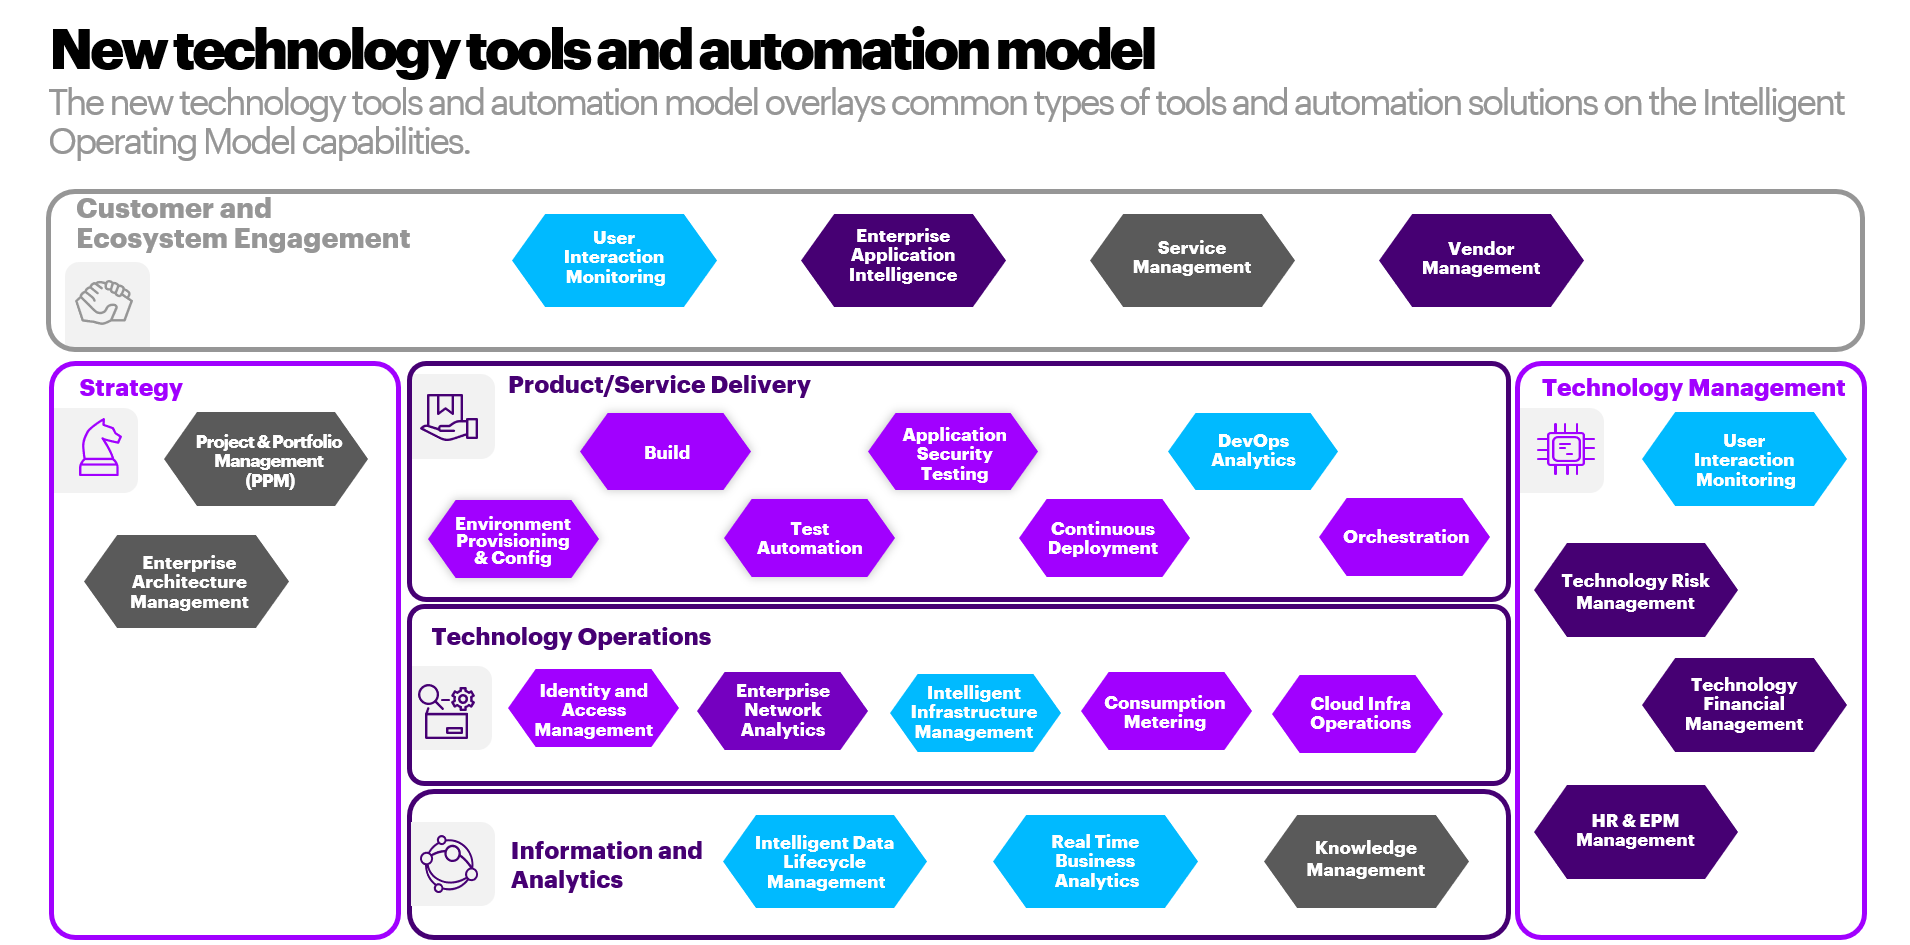 New technology tools and automation model
The new technology tools and automation model overlays common types of tools and automation solutions on the Intelligent
Operating Model capabilities.
Customer and
Ecosystem Engagement
User
Interaction
Monitoring
Enterprise
Application
Intelligence
Service
Management
Vendor
Management
Strategy
Project & Portfolio
Management
(PPM)
Enterprise
Architecture
Management
Product/Service Delivery
Build
Application
Security
Testing
DevOps
Analytics
Environment
Provisioning
& Config
Test
Automation
Continuous
Deployment
Orchestration
Technology Operations
Identity and
Access
Management
Enterprise
Network
Analytics
Intelligent
Infrastructure
Management
Consumption
Metering
Cloud Infra
Operations
Information and
Analytics
Intelligent Data
Lifecycle
Management
Real Time
Business
Analytics
Knowledge
Management
Technology Management
User
Interaction
Monitoring
Technology Risk
Management
Technology
Financial
Management
HR & EPM
Management